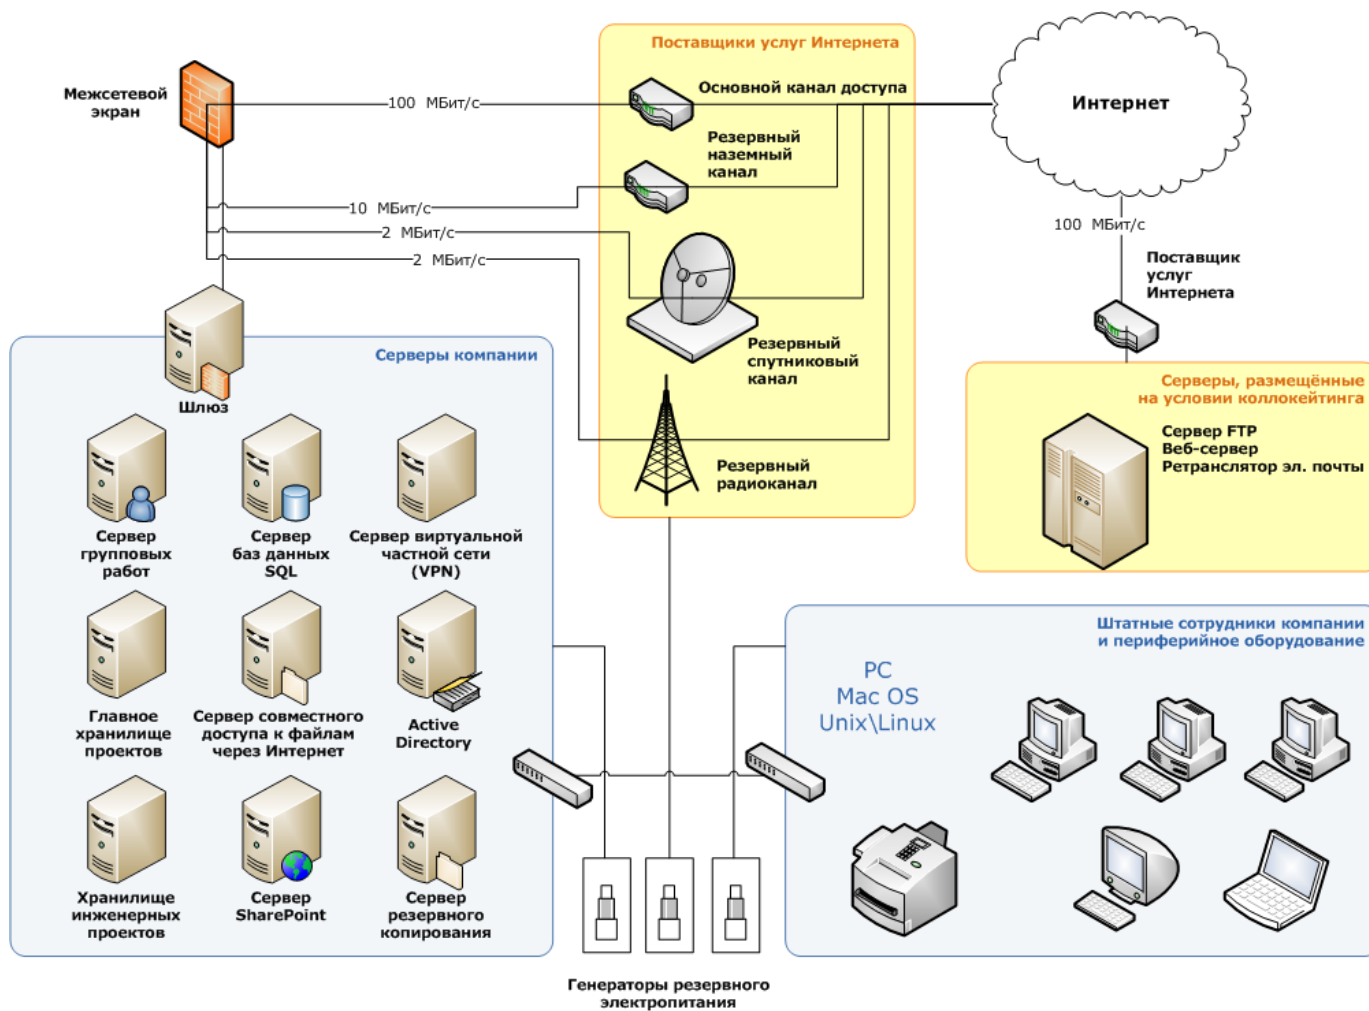 Поставщики услуг Интернета
Межсетевой
экран
100 МБит/с
Основной канал доступа
Интернет
Резервный
наземный
канал
10 МБит/с
2 МБит/с
2 МБит/с
100 МБит/с
Поставщик
услуг
Интернета
Резервный
спутниковый
канал
Резервный
радиоканал
Серверы, размещённые
на условии коллокейтинга
Сервер FTP
Веб-сервер
Ретранслятор эл. почты
Серверы компании
Шлюз
Сервер
групповых
работ
Сервер
баз данных
SQL
Сервер виртуальной
частной сети
(VPN)
Главное
хранилище
проектов
Сервер совместного
доступа к файлам
через Интернет
Active
Directory
Хранилище
инженерных
проектов
Сервер
SharePoint
Сервер
резервного
копирования
Штатные сотрудники компании
и периферийное оборудование
PC
Mac OS
Unix\Linux
Генераторы резервного
электропитания